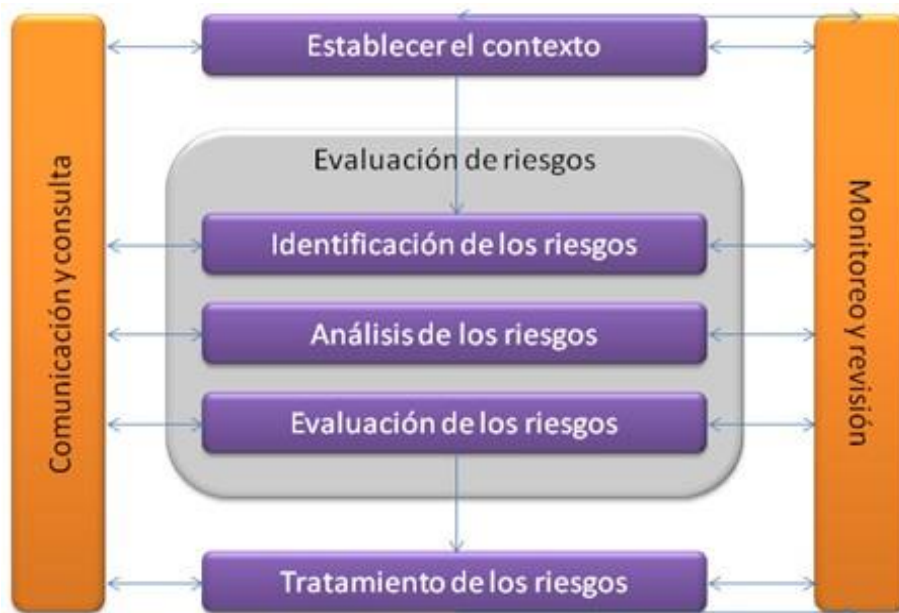 Establecer el contexto
Comunicación y consulta
Evaluación de riesgos
Identificación de los riesgos
Análisis de los riesgos
Evaluación de los riesgos
Tratamiento de los riesgos
Monitoreo y revisión